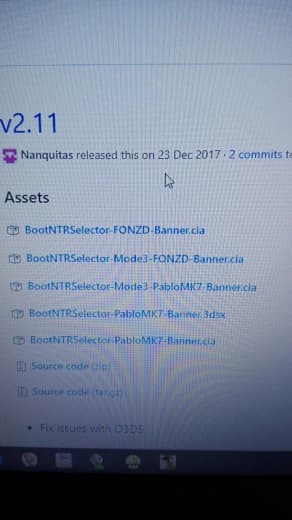 v2.11
Nanquitas released this on 23 Dec 2017 · 2 commits to
Assets
BootNTRSelector-FONZD-Banner.cia
BootNTRSelector-Mode3-FONZD-Banner.cia
BootNTRSelector-Mode3-PabloMK7-Banner.cia
BootNTRSelector-PabloMK7-Banner.3dsx
BootNTRSelector-PabloMK7-Banner.cia
Source code (zip)
Source code (tar.gz)
• Fix issues with O3DS